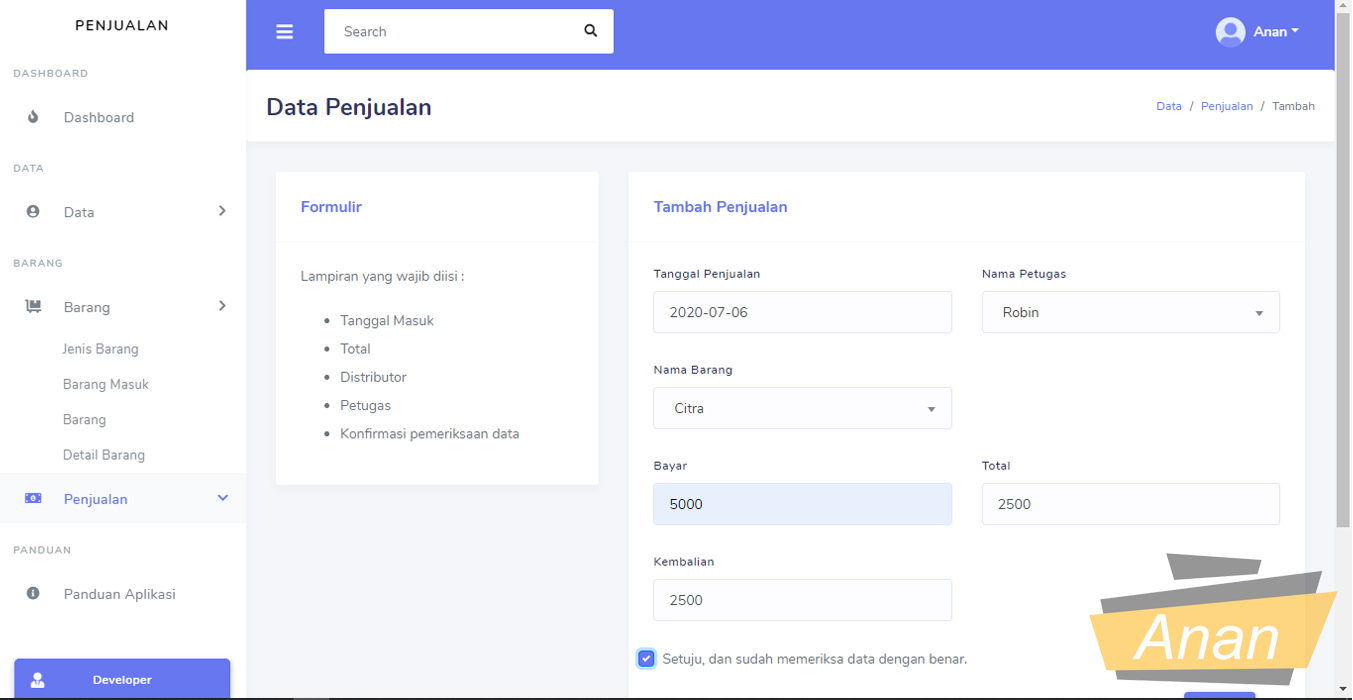 PENJUALAN
Search
Anan
DASHBOARD
Dashboard
Data Penjualan
Data / Penjualan / Tambah
DATA
Data
Formulir
Tambah Penjualan
BARANG
Lampiran yang wajib diisi :
Tanggal Penjualan
Nama Petugas
Barang
Tanggal Masuk
2020-07-06
Robin
Jenis Barang
Total
Nama Barang
Barang Masuk
Distributor
Citra
Barang
Petugas
Detail Barang
Konfirmasi pemeriksaan data
Bayar
Total
Penjualan
5000
2500
PANDUAN
Kembalian
Panduan Aplikasi
2500
Anan
Setuju, dan sudah memeriksa data dengan benar.
Developer